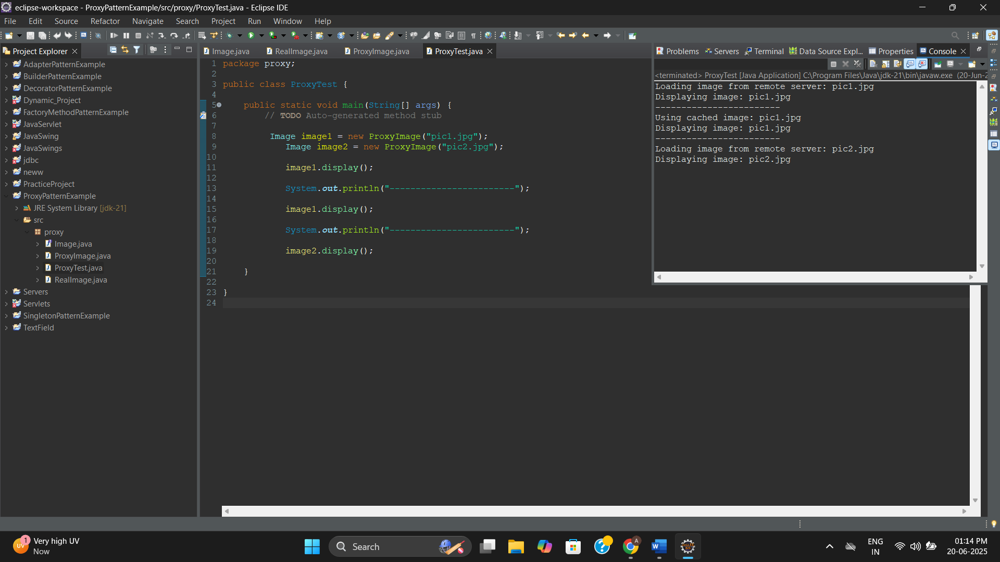 eclipse-workspace - ProxyPatternExample/src/proxy/ProxyTest.java - Eclipse IDE
File Edit Source Refactor Navigate Search Project Run Window Help
Project Explorer
AdapterPatternExample
BuilderPatternExample
DecoratorPatternExample
Dynamic_Project
FactoryMethodPatternExample
JavaServlet
JavaSwing
JavaSwings
jdbc
neww
PracticeProject
ProxyPatternExample
JRE System Library [jdk-21]
src
proxy
Image.java
ProxyImage.java
ProxyTest.java
RealImage.java
Servers
Servlets
SingletonPatternExample
TextField
Image.java RealImage.java ProxyImage.java ProxyTest.java
1 package proxy;
2
3 public class ProxyTest {
4
5 public static void main(String[] args) {
6 // TODO Auto-generated method stub
7
8 Image image1 = new ProxyImage("pic1.jpg");
9 Image image2 = new ProxyImage("pic2.jpg");
10
11 image1.display();
12
13 System.out.println("------------------------");
14
15 image1.display();
16
17 System.out.println("------------------------");
18
19 image2.display();
20
21 }
22
23 }
24
Problems Servers Terminal Data Source Expl... Properties Console
<terminated> ProxyTest [Java Application] C:\Program Files\Java\jdk-21\bin\javaw.exe (20-Jun-2
Loading image from remote server: pic1.jpg
Displaying image: pic1.jpg
------------------------
Using cached image: pic1.jpg
Displaying image: pic1.jpg
------------------------
Loading image from remote server: pic2.jpg
Displaying image: pic2.jpg
UV
1
Very high UV
Now
Search
A
W
ENG
IN
01:14 PM
20-06-2025